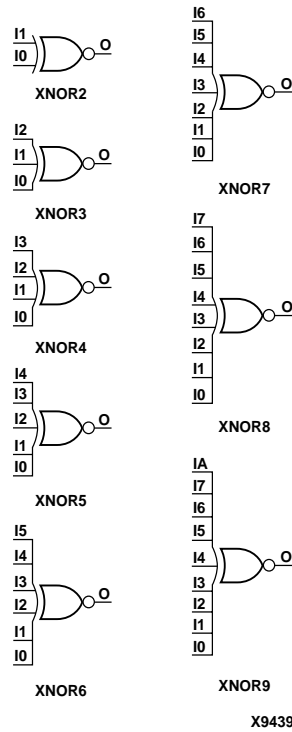 I1
I0
O
XNOR2
I2
I1
I0
O
XNOR3
I3
I2
I1
I0
O
XNOR4
I4
I3
I2
I1
I0
O
XNOR5
I5
I4
I3
I2
I1
I0
O
XNOR6
I6
I5
I4
I3
I2
I1
I0
O
XNOR7
I7
I6
I5
I4
I3
I2
I1
I0
O
XNOR8
IA
I7
I6
I5
I4
I3
I2
I1
I0
O
XNOR9
X9439